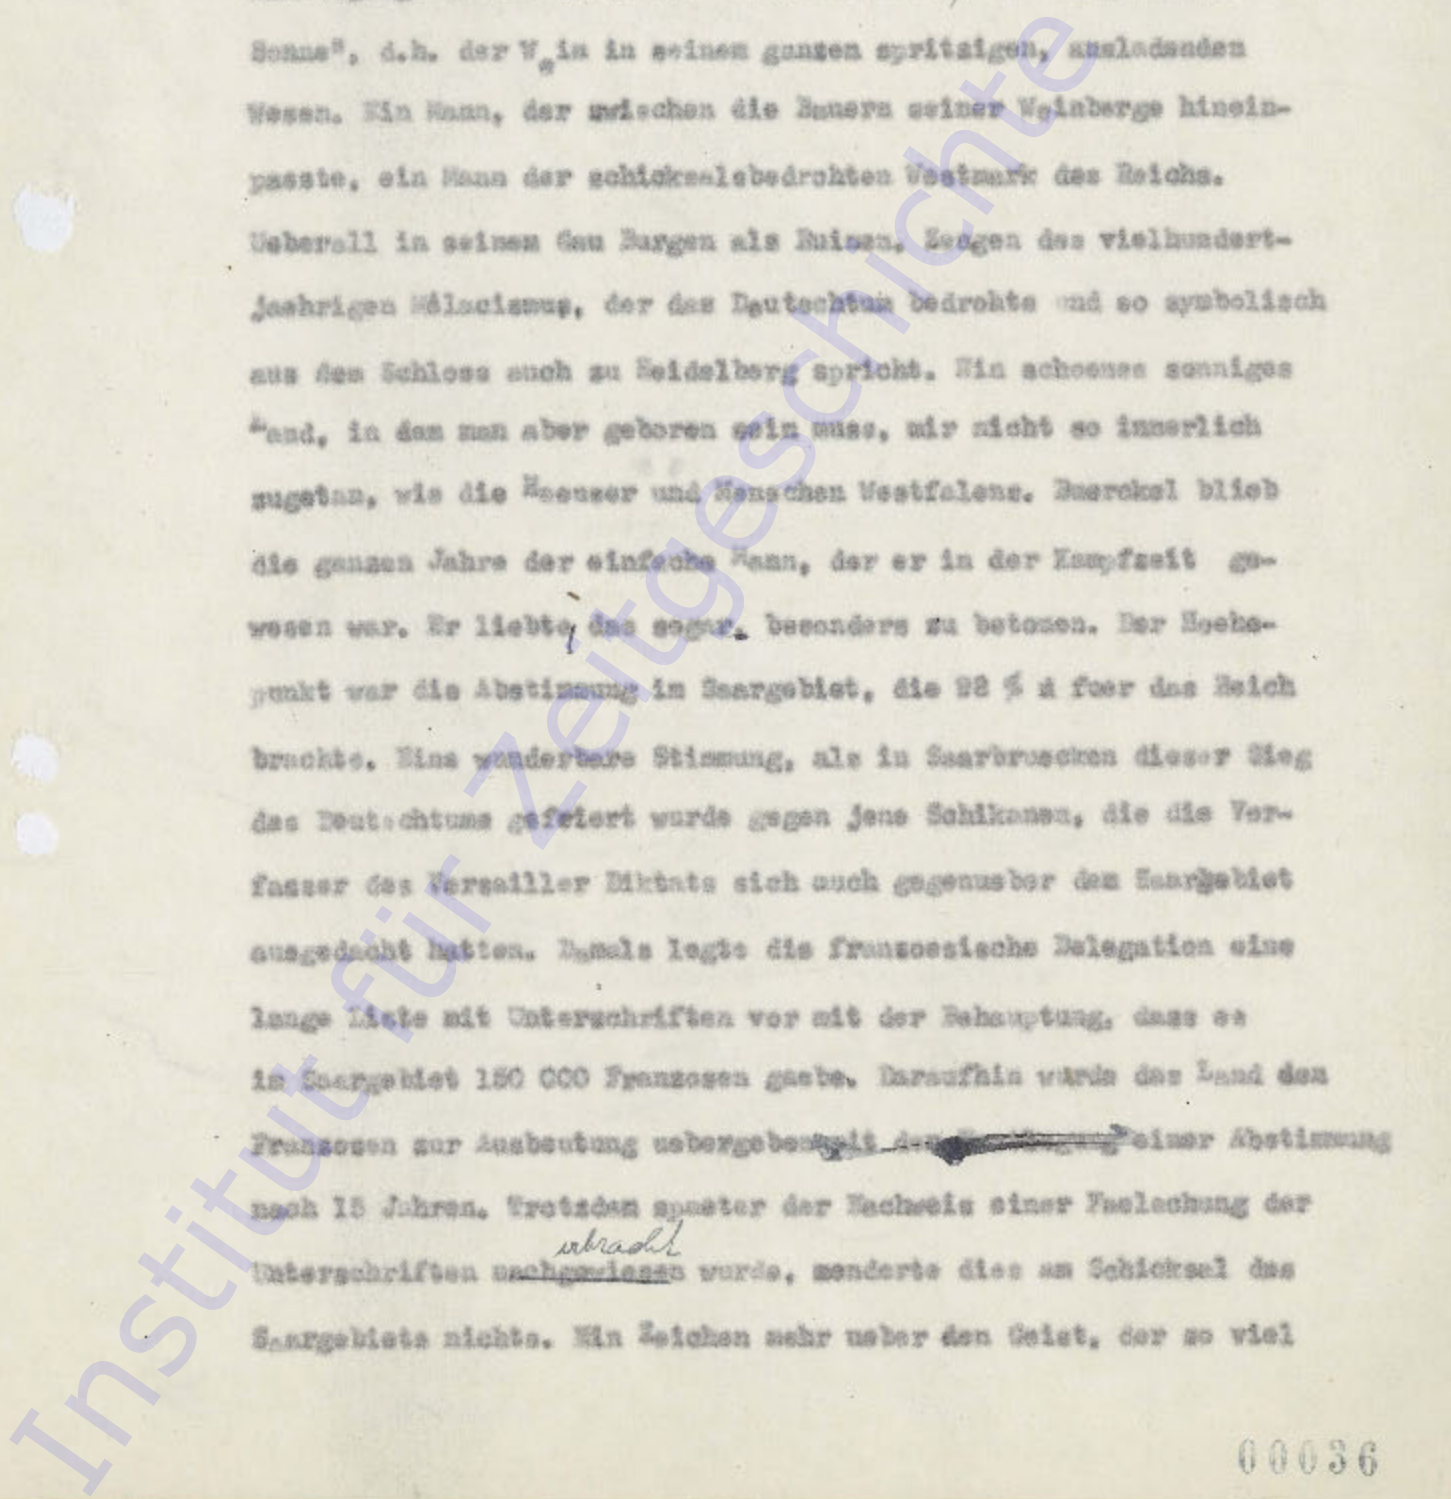 Sonne", d.h. der Wein in seinem ganzen spritzigen, ausladenden
Wesen. Ein Mann, der zwischen die Bauern seiner Weinberge hinein-
passte, ein Mann der schicksalsbedrohten Westmark des Reichs.
Ueberall in seinem Gau Burgen als Ruinen, Zeugen des vielhundert-
jaehrigen Mélacismus, der das Deutschtum bedrohte und so symbolisch
aus dem Schloss auch zu Heidelberg spricht. Ein schoenes sonniges
Land, in dem man aber geboren sein muss, mir nicht so innerlich
zugetan, wie die Haeuser und Menschen Westfalens. Buerckel blieb
die ganzen Jahre der einfache Mann, der er in der Kampfzeit ge-
wesen war. Er liebte, das sogar, besonders zu betonen. Der Hoehe-
punkt war die Abstimmung im Saargebiet, die 98 % foer das Reich
brachte. Eine wunderbare Stimmung, als in Saarbruecken dieser Sieg
des Deutschtums gefeiert wurde gegen jene Schikanen, die die Ver-
fasser des Versailler Diktats sich auch gegenueber dem Saargebiet
ausgedacht hatten. Damals legte die franzoesische Delegation eine
lange Liste mit Unterschriften vor mit der Behauptung, dass es
im Saargebiet 150 000 Franzosen gaebe. Daraufhin wurde das Land den
Franzosen zur Ausbeutung uebergeben mit der einer Abstimmung
nach 15 Jahren. Trotzdem spaeter der Nachweis einer Faelschung der
erbracht
Unterschriften nachgewiesen wurde, aenderte dies am Schicksal des
Saargebiets nichts. Ein Zeichen mehr ueber den Geist, der so viel
00036
Institut für Zeitgeschichte